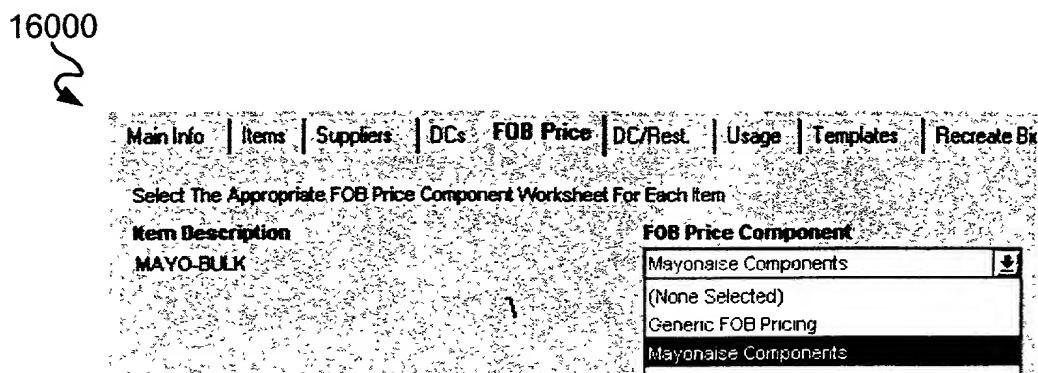 16000
Main Info Items Suppliers DCs FOB Price DC/Rest. Usage Templates Recreate Bid
Select The Appropriate FOB Price Component Worksheet For Each Item
Item Description FOB Price Component
MAYO-BULK Mayonaise Components
(None Selected)
Generic FOB Pricing
Mayonaise Components